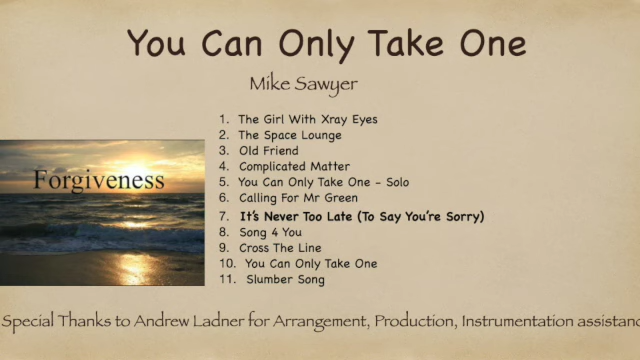 You Can Only Take One
Mike Sawyer
1. The Girl With Xray Eyes
2. The Space Lounge
3. Old Friend
4. Complicated Matter
5. You Can Only Take One - Solo
6. Calling For Mr Green
7. It's Never Too Late (To Say You're Sorry)
8. Song 4 You
9. Cross The Line
10. You Can Only Take One
11. Slumber Song
Forgiveness
Special Thanks to Andrew Ladner for Arrangement, Production, Instrumentation assistanc